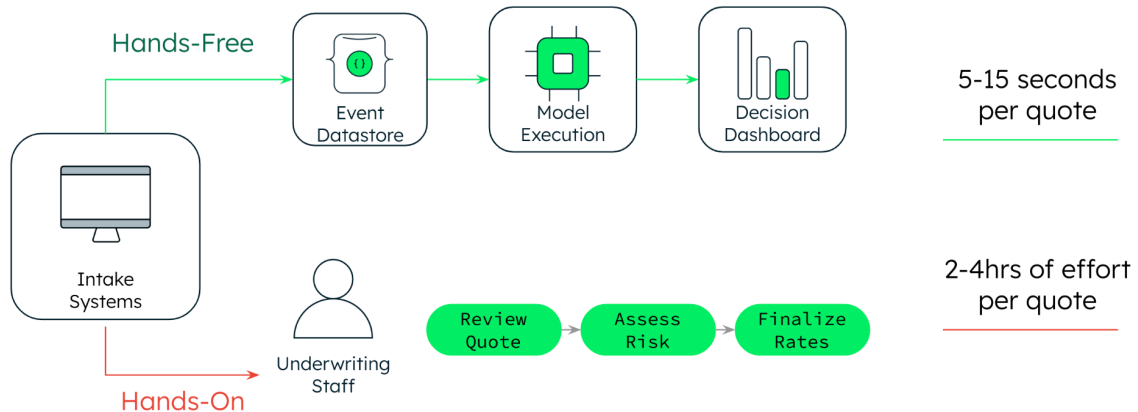 Hands-Free
{}
Event
Datastore
Model
Execution
Decision
Dashboard
5-15 seconds
per quote
Intake
Systems
2-4hrs of effort
per quote
Review
Quote
Assess
Risk
Finalize
Rates
Underwriting
Staff
Hands-On